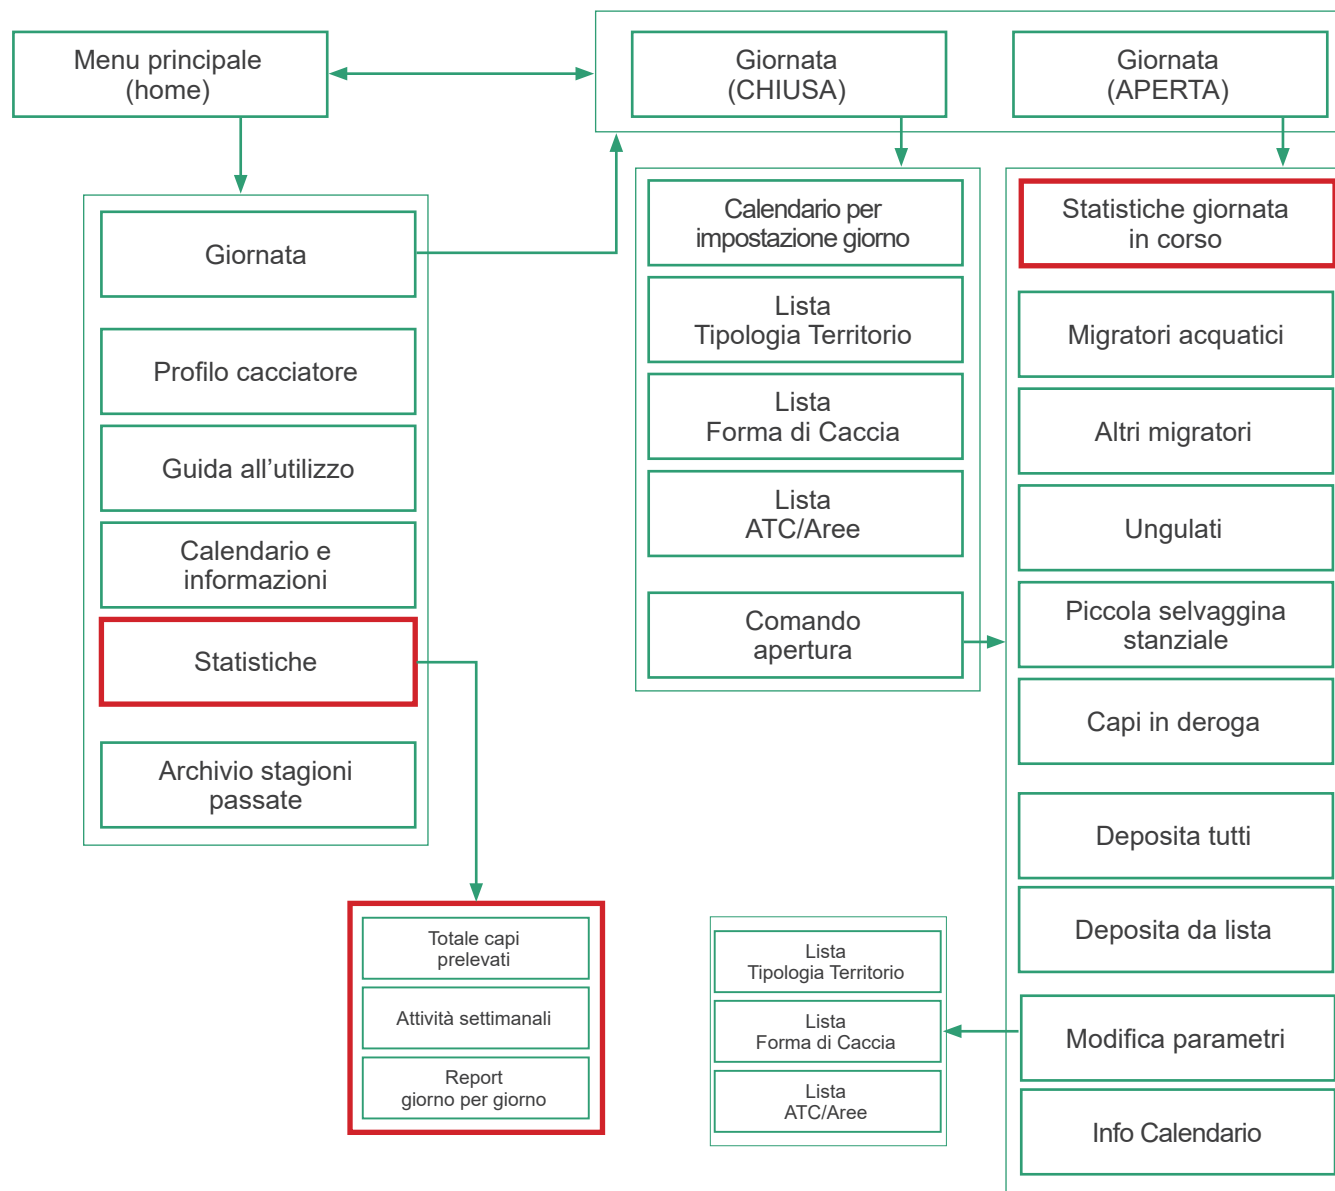 Menu principale
(home)
Giornata
(CHIUSA)
Giornata
(APERTA)
Giornata
Profilo cacciatore
Guida all’utilizzo
Calendario e
informazioni
Statistiche
Archivio stagioni
passate
Totale capi
prelevati
Attività settimanali
Report
giorno per giorno
Calendario per
impostazione giorno
Lista
Tipologia Territorio
Lista
Forma di Caccia
Lista
ATC/Aree
Comando
apertura
Lista
Tipologia Territorio
Lista
Forma di Caccia
Lista
ATC/Aree
Statistiche giornata
in corso
Migratori acquatici
Altri migratori
Ungulati
Piccola selvaggina
stanziale
Capi in deroga
Deposita tutti
Deposita da lista
Modifica parametri
Info Calendario